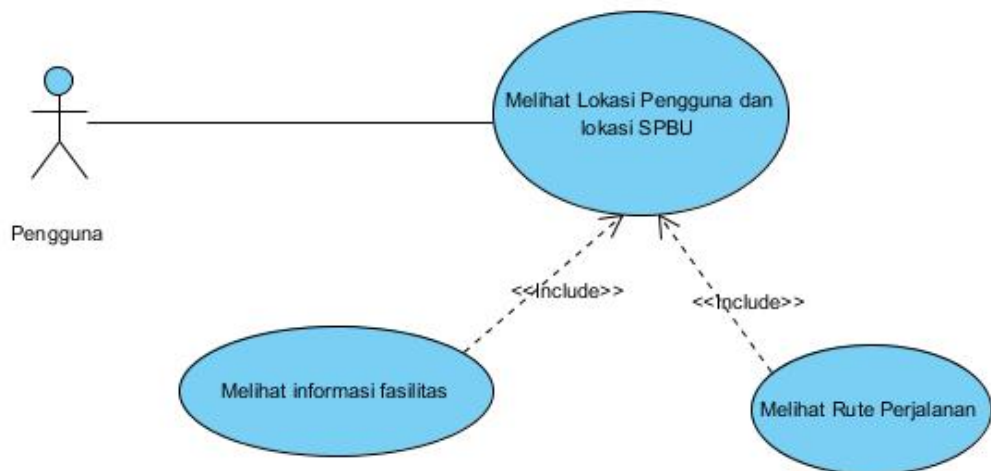 Melihat Lokasi Pengguna dan
lokasi SPBU
Pengguna
<<Include>>
<<Include>>
Melihat informasi fasilitas
Melihat Rute Perjalanan